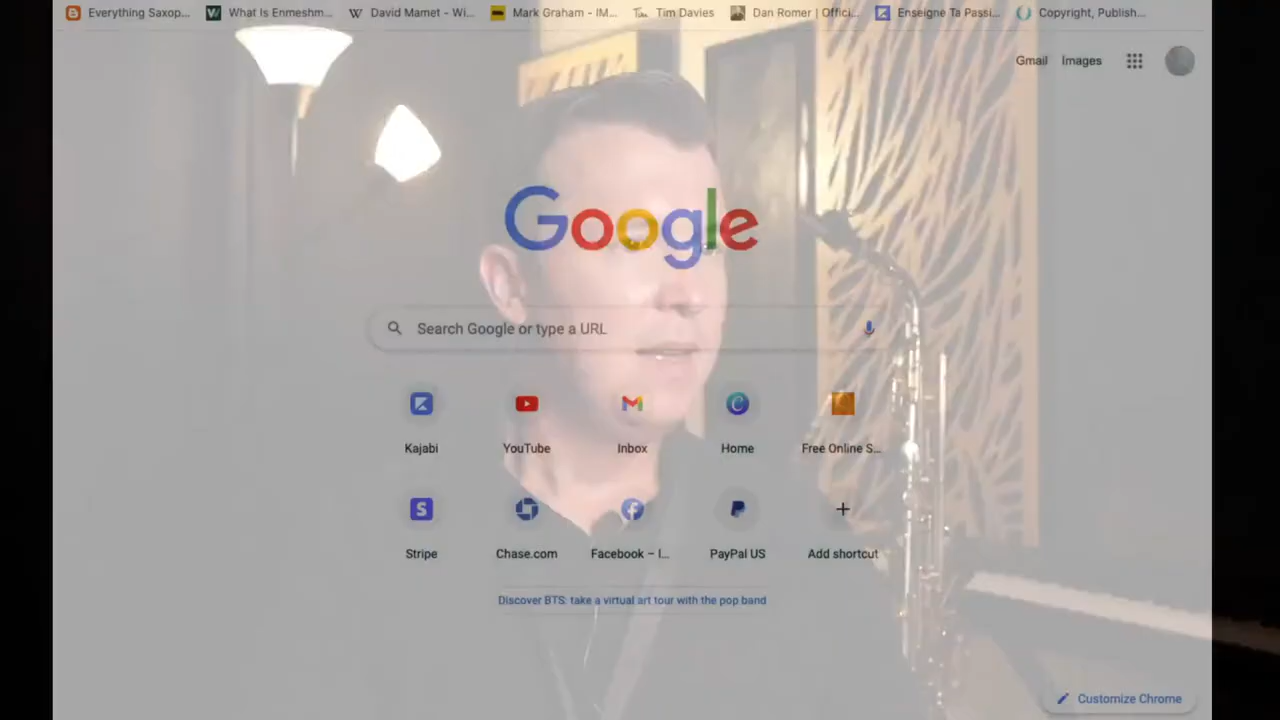 Everything Saxop... What Is Enmeshm... David Mamet - Wi... Mark Graham - IM... Tim Davies Dan Romer | Offici... Enseigne Ta Passi... Copyright, Publish...
Gmail Images
Google
Search Google or type a URL
Kajabi YouTube Inbox Home Free Online S...
Stripe Chase.com Facebook – I... PayPal US Add shortcut
Discover BTS: take a virtual art tour with the pop band
Customize Chrome